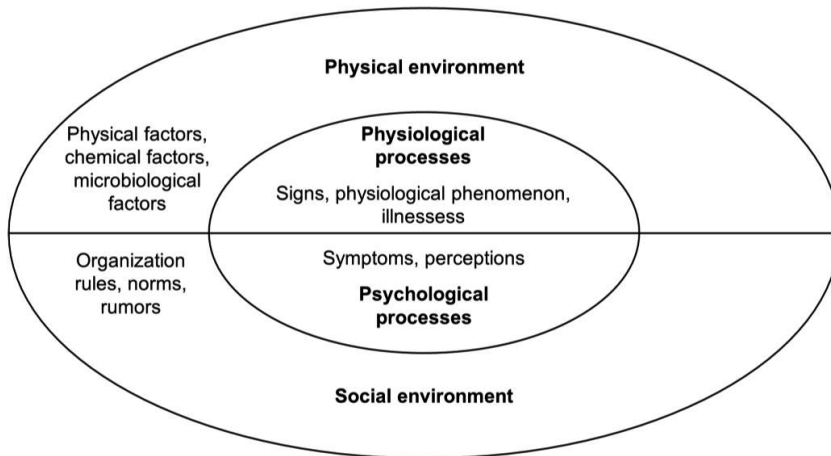 Physical environment
Physical factors,
chemical factors,
microbiological
factors
Physiological
processes
Signs, physiological phenomenon,
illnessess
Organization
rules, norms,
rumors
Symptoms, perceptions
Psychological
processes
Social environment